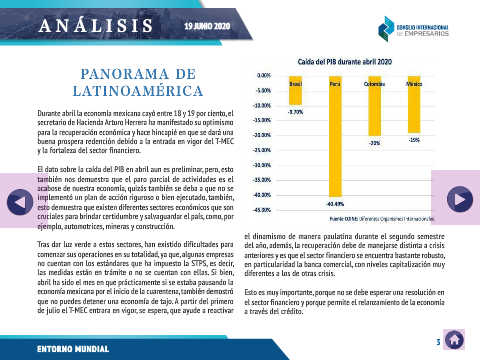 ANÁLISIS
19 JUNIO 2020
CONSEJO INTERNACIONAL
DE EMPRESARIOS
PANORAMA DE
LATINOAMÉRICA
Durante abril la economía mexicana cayó entre 18 y 19 por ciento, el
secretario de Hacienda Arturo Herrera ha manifestado su optimismo
para la recuperación económica y hace hincapié en que se dará una
buena prospera redención debido a la entrada en vigor del T-MEC
y la fortaleza del sector financiero.
El dato sobre la caída del PIB en abril aun es preliminar, pero, esto
también nos demuestra que el paro parcial de actividades es el
acabose de nuestra economía, quizás también se deba a que no se
implementó un plan de acción riguroso o bien ejecutado, también,
esto demuestra que existen diferentes sectores económicos que son
cruciales para brindar certidumbre y salvaguardar el país, como, por
ejemplo, automotrices, mineras y construcción.
Tras dar luz verde a estos sectores, han existido dificultades para
comenzar sus operaciones en su totalidad, ya que, algunas empresas
no cuentan con los estándares que ha impuesto la STPS, es decir,
las medidas están en trámite o no se cuentan con ellas. Si bien,
abril ha sido el mes en que prácticamente si se estaba pausando la
economía mexicana por el inicio de la cuarentena, también demostró
que no puedes detener una economía de tajo. A partir del primero
de julio el T-MEC entrara en vigor, se espera, que ayude a reactivar
Caída del PIB durante abril 2020
0.00%
Brasil
Perú
Colombia
México
-5.00%
-10.00%
-9.70%
-15.00%
-20.00%
-20%
-19%
-25.00%
-30.00%
-35.00%
-40.00%
-40.49%
-45.00%
Fuente COINE: Diferentes Organismos Internacionales.
el dinamismo de manera paulatina durante el segundo semestre
del año, además, la recuperación debe de manejarse distinta a crisis
anteriores y es que el sector financiero se encuentra bastante robusto,
en particularidad la banca comercial, con niveles capitalización muy
diferentes a los de otras crisis.
Esto es muy importante, porque no se debe esperar una resolución en
el sector financiero y porque permite el relanzamiento de la economía
a través del crédito.
ENTORNO MUNDIAL
3